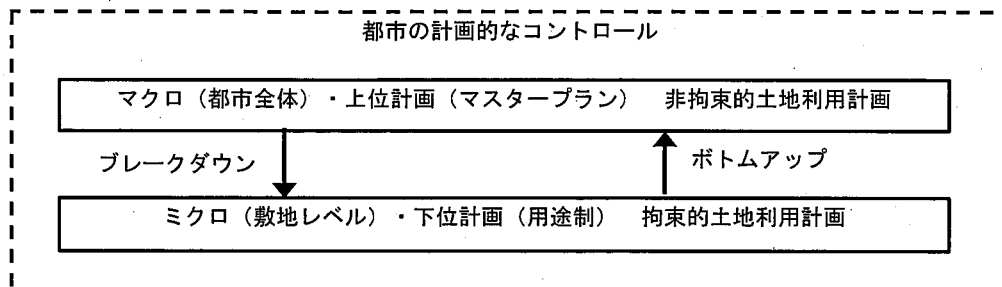 都市の計画的なコントロール
マクロ（都市全体）・上位計画（マスタープラン）　非拘束的土地利用計画
ブレークダウン
ボトムアップ
ミクロ（敷地レベル）・下位計画（用途制）　拘束的土地利用計画